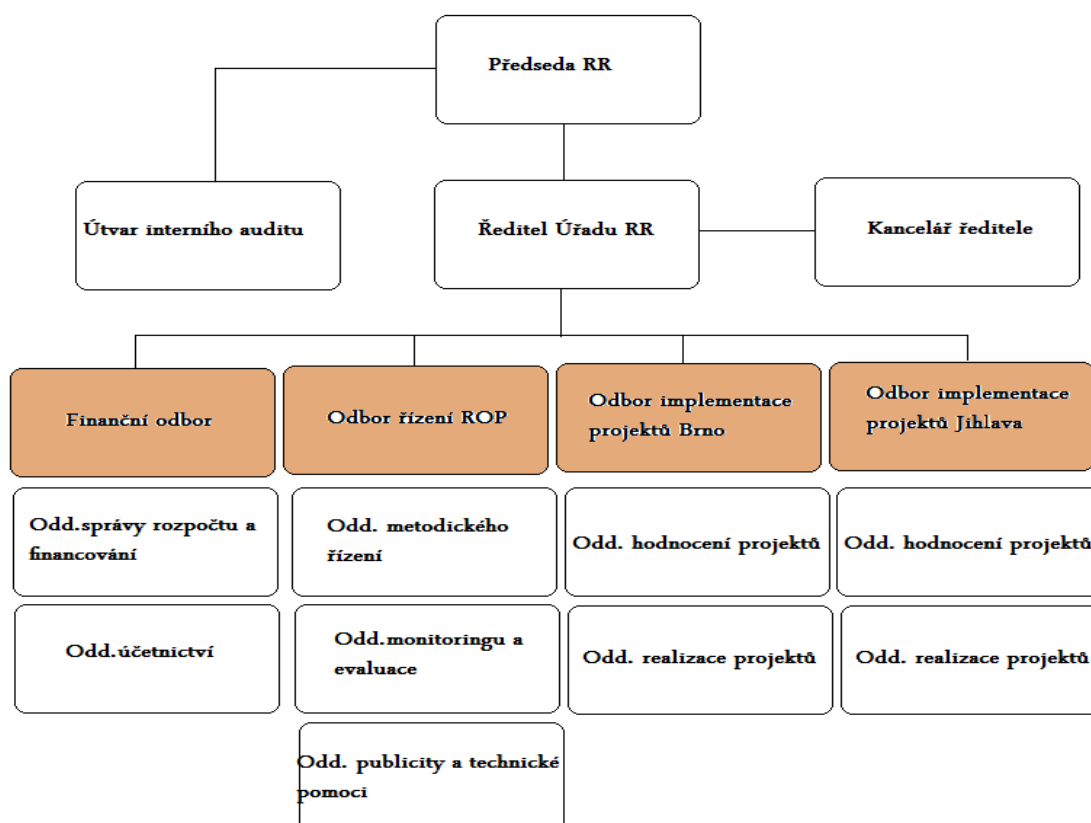 Předseda RR
Útvar interního auditu
Ředitel Úřadu RR
Kancelář ředitele
Finanční odbor
Odbor řízení ROP
Odbor implementace
projektů Brno
Odbor implementace
projektů Jihlava
Odd.správy rozpočtu a
financování
Odd. metodického
řízení
Odd. hodnocení projektů
Odd. hodnocení projektů
Odd.účetnictví
Odd.monitoringu a
evaluace
Odd. realizace projektů
Odd. realizace projektů
Odd. publicity a technické
pomoci